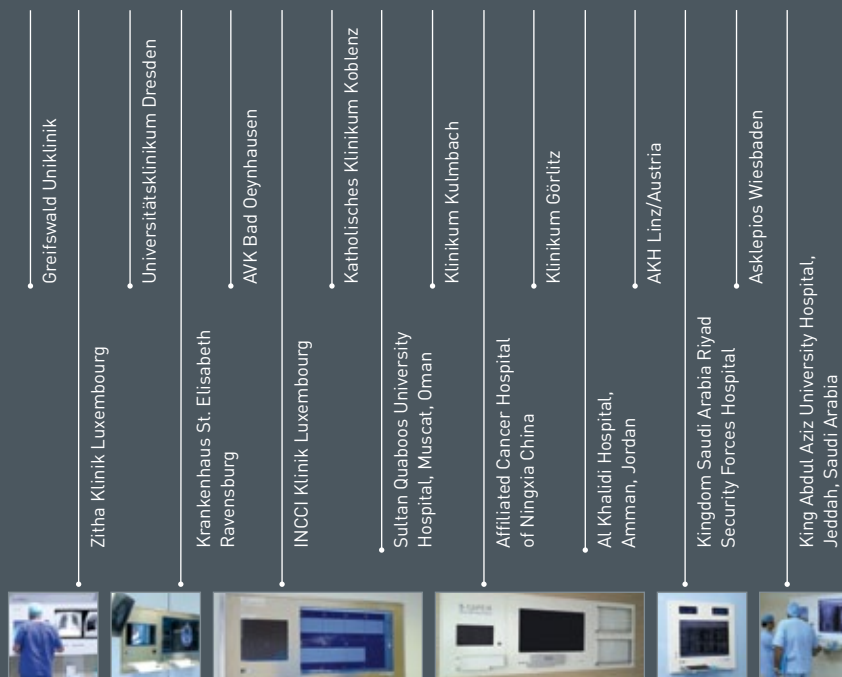 Greifswald Uniklinik
Zitha Klinik Luxembourg
Universitätsklinikum Dresden
Krankenhaus St. Elisabeth
Ravensburg
AVK Bad Oeynhausen
INCCI Klinik Luxembourg
Katholisches Klinikum Koblenz
Sultan Quaboos University
Hospital, Muscat, Oman
Klinikum Kulmbach
Affiliated Cancer Hospital
of Ningxia China
Klinikum Görlitz
Al Khalidi Hospital,
Amman, Jordan
AKH Linz/Austria
Kingdom Saudi Arabia Riyad
Security Forces Hospital
Asklepios Wiesbaden
King Abdul Aziz University Hospital,
Jeddah, Saudi Arabia